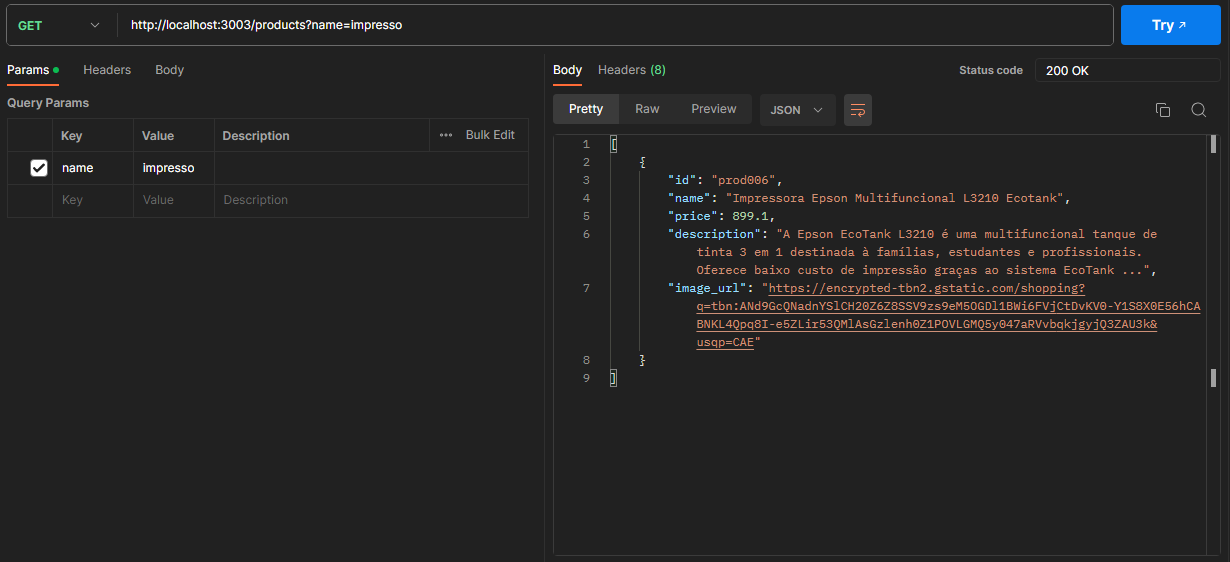 GET http://localhost:3003/products?name=impresso Try
Params Headers Body
Query Params
Key Value Description Bulk Edit
name impresso
Key Value Description
Body Headers (8) Status code 200 OK
Pretty Raw Preview JSON
1 [
2 {
3 "id": "prod006",
4 "name": "Impressora Epson Multifuncional L3210 Ecotank",
5 "price": 899.1,
6 "description": "A Epson EcoTank L3210 é uma multifuncional tanque de
tinta 3 em 1 destinada à famílias, estudantes e profissionais.
Oferece baixo custo de impressão graças ao sistema EcoTank ...",
7 "image_url": "https://encrypted-tbn2.gstatic.com/shopping?
q=tbn:ANd9GcQNadnYSlCH20Z6Z8SSV9zs9eM5OGDl1BWi6FVjCtDvKV0-Y1S8X0E56hCA
BNKL4Qpq8I-e5ZLir53QMlAsGzlenh0Z1POVLGMQ5y047aRVvbqkjgyjQ3ZAU3k&
usqp=CAE"
8 }
9 ]